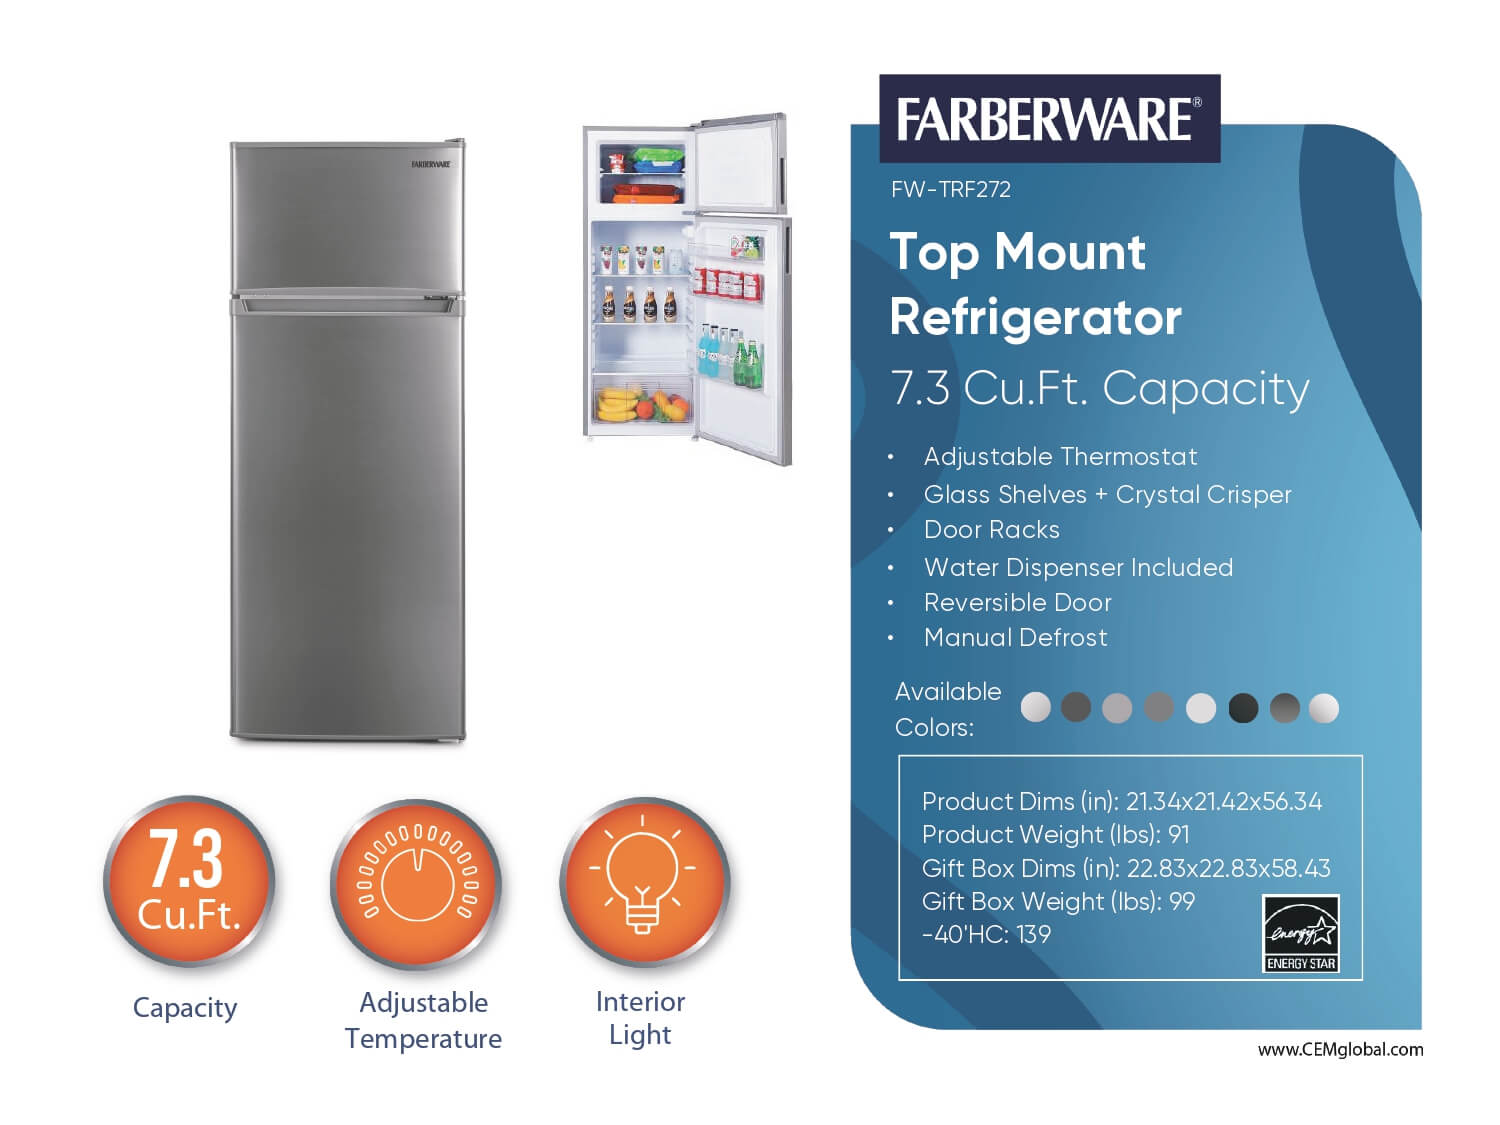 FARBERWARE
FARBERWARE®
FW-TRF272
Top Mount
Refrigerator
7.3 Cu.Ft. Capacity
• Adjustable Thermostat
• Glass Shelves + Crystal Crisper
• Door Racks
• Water Dispenser Included
• Reversible Door
• Manual Defrost
Available
Colors:
Product Dims (in): 21.34x21.42x56.34
Product Weight (lbs): 91
Gift Box Dims (in): 22.83x22.83x58.43
Gift Box Weight (lbs): 99
-40'HC: 139
energy
ENERGY STAR
7.3
Cu.Ft.
Capacity
Adjustable
Temperature
Interior
Light
www.CEMglobal.com